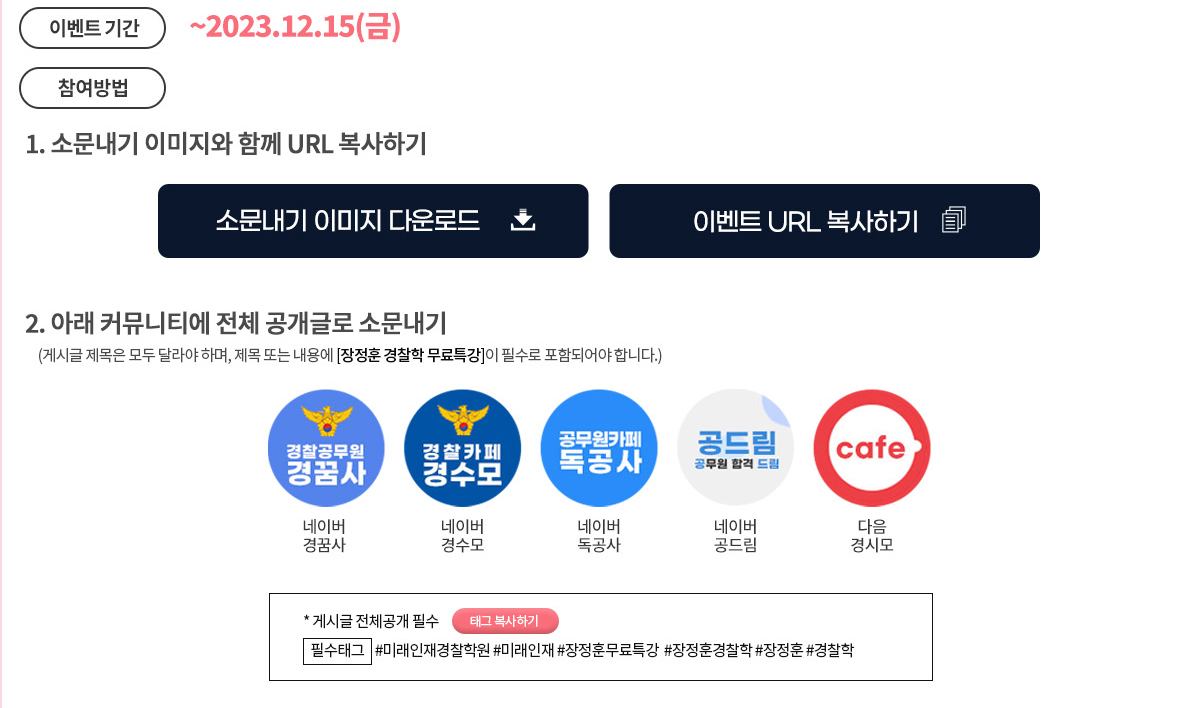 이벤트 기간 ~2023.12.15(금)
참여방법
1. 소문내기 이미지와 함께 URL 복사하기
소문내기 이미지 다운로드 이벤트 URL 복사하기
2. 아래 커뮤니티에 전체 공개글로 소문내기
(게시글 제목은 모두 달라야 하며, 제목 또는 내용에 [장정훈 경찰학 무료특강]이 필수로 포함되어야 합니다.)
경찰공무원
경꿈사
경찰카페
경수모
공무원카페
독공사
공드림
공무원 합격 드림
cafe
네이버
경꿈사
네이버
경수모
네이버
독공사
네이버
공드림
다음
경시모
* 게시글 전체공개 필수 태그 복사하기
필수태그 #미래인재경찰학원 #미래인재 #장정훈무료특강 #장정훈경찰학 #장정훈 #경찰학